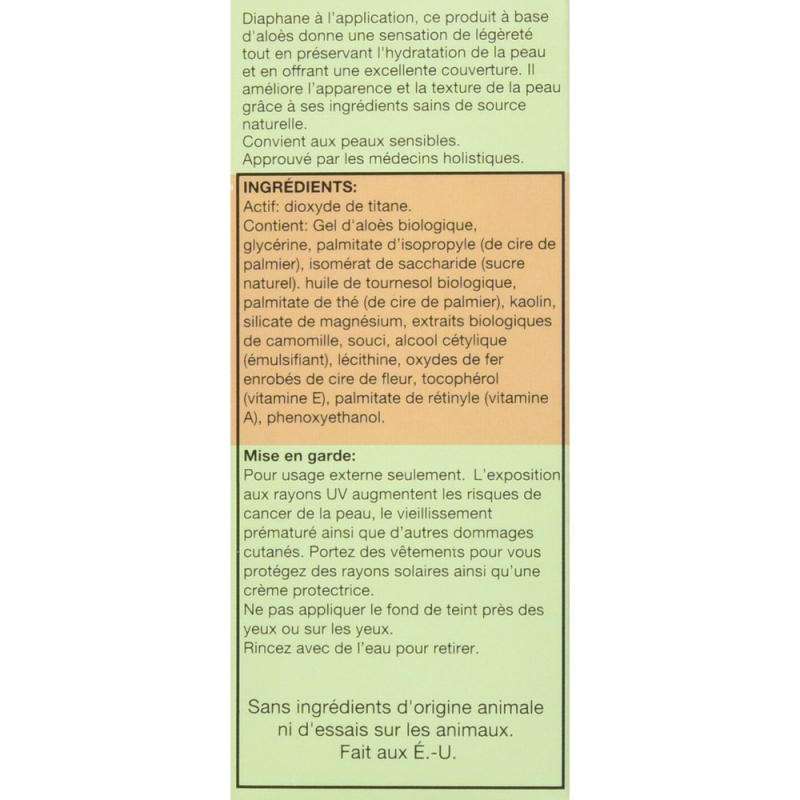 Diaphane à l'application, ce produit à base
d'aloès donne une sensation de légèreté
tout en préservant l'hydratation de la peau
et en offrant une excellente couverture. Il
améliore l'apparence et la texture de la peau
grâce à ses ingrédients sains de source
naturelle.
Convient aux peaux sensibles.
Approuvé par les médecins holistiques.
INGRÉDIENTS:
Actif: dioxyde de titane.
Contient: Gel d'aloès biologique,
glycérine, palmitate d'isopropyle (de cire de
palmier), isomérat de saccharide (sucre
naturel). huile de tournesol biologique,
palmitate de thé (de cire de palmier), kaolin,
silicate de magnésium, extraits biologiques
de camomille, souci, alcool cétylique
(émulsifiant), lécithine, oxydes de fer
enrobés de cire de fleur, tocophérol
(vitamine E), palmitate de rétinyle (vitamine
A), phenoxyethanol.
Mise en garde:
Pour usage externe seulement. L'exposition
aux rayons UV augmentent les risques de
cancer de la peau, le vieillissement
prématuré ainsi que d'autres dommages
cutanés. Portez des vêtements pour vous
protégez des rayons solaires ainsi qu'une
crème protectrice.
Ne pas appliquer le fond de teint près des
yeux ou sur les yeux.
Rincez avec de l'eau pour retirer.
Sans ingrédients d'origine animale
ni d'essais sur les animaux.
Fait aux É.-U.